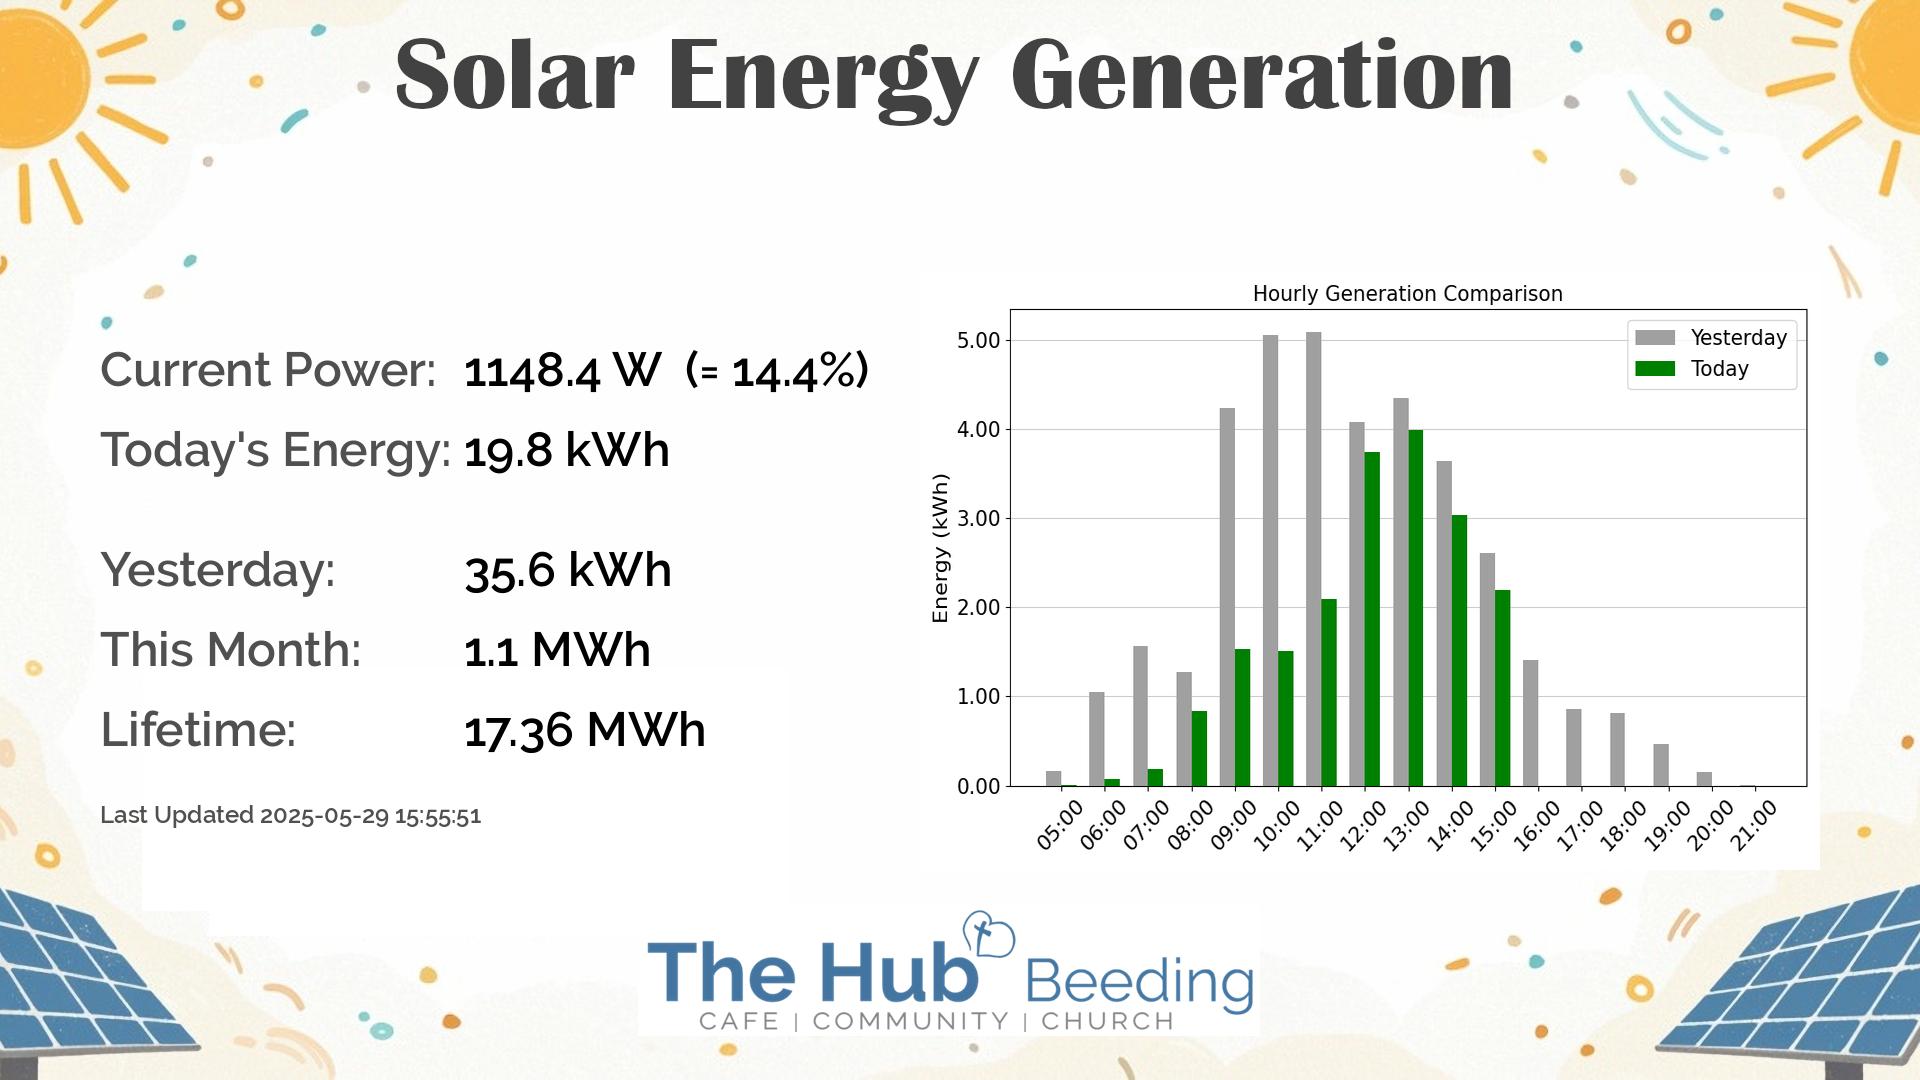 Solar Energy Generation
Current Power: 1148.4 W (= 14.4%)
Today's Energy: 19.8 kWh
Yesterday: 35.6 kWh
This Month: 1.1 MWh
Lifetime: 17.36 MWh
Last Updated 2025-05-29 15:55:51
Hourly Generation Comparison
Yesterday
Today
Energy (kWh)
5.00
4.00
3.00
2.00
1.00
0.00
05:00 06:00 07:00 08:00 09:00 10:00 11:00 12:00 13:00 14:00 15:00 16:00 17:00 18:00 19:00 20:00 21:00
The Hub Beeding
CAFE | COMMUNITY | CHURCH